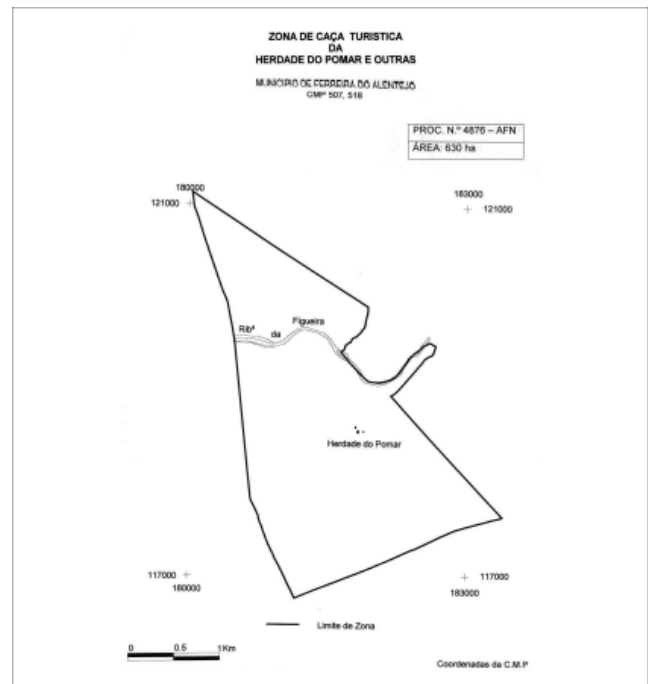 ZONA DE CAÇA TURISTICA
DA
HERDADE DO POMAR E OUTRAS
MUNICIPIO DE FERREIRA DO ALENTEJO
CMP 507, 518
PROC. N.º 4876 – AFN
ÁREA: 630 ha
180000
121000
183000
121000
Ribª da Figueira
Herdade do Pomar
117000
180000
117000
183000
Limite de Zona
0 0.5 1Km
Coordenadas da C.M.P